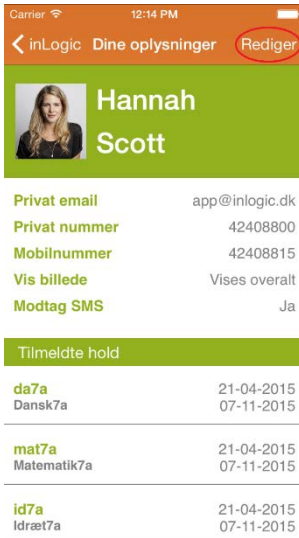 Carrier 12:14 PM
inLogic Dine oplysninger Rediger
Hannah
Scott
Privat email app@inlogic.dk
Privat nummer 42408800
Mobilnummer 42408815
Vis billede Vises overalt
Modtag SMS Ja
Tilmeldte hold
da7a 21-04-2015
Dansk7a 07-11-2015
mat7a 21-04-2015
Matematik7a 07-11-2015
id7a 21-04-2015
Idræt7a 07-11-2015